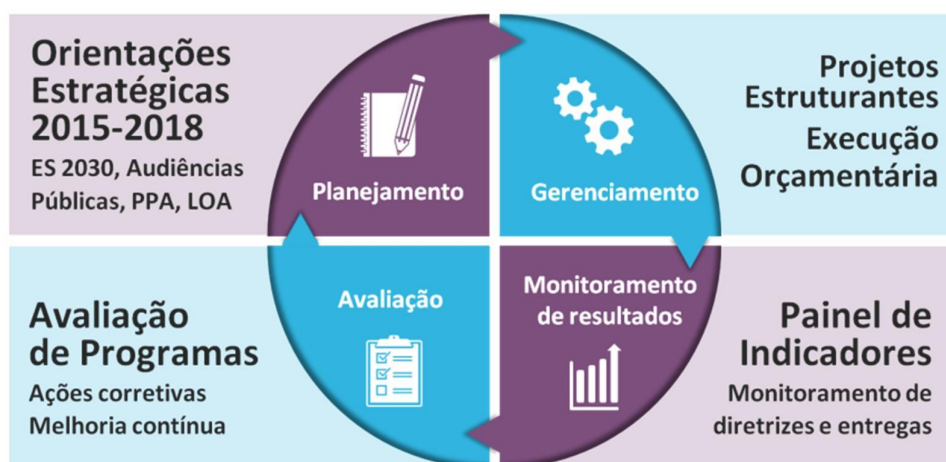 Orientações
Estratégicas
2015-2018
ES 2030, Audiências
Públicas, PPA, LOA
Planejamento
Gerenciamento
Projetos
Estruturantes
Execução
Orçamentária
Avaliação
de Programas
Ações corretivas
Melhoria contínua
Avaliação
Monitoramento
de resultados
Painel de
Indicadores
Monitoramento de
diretrizes e entregas